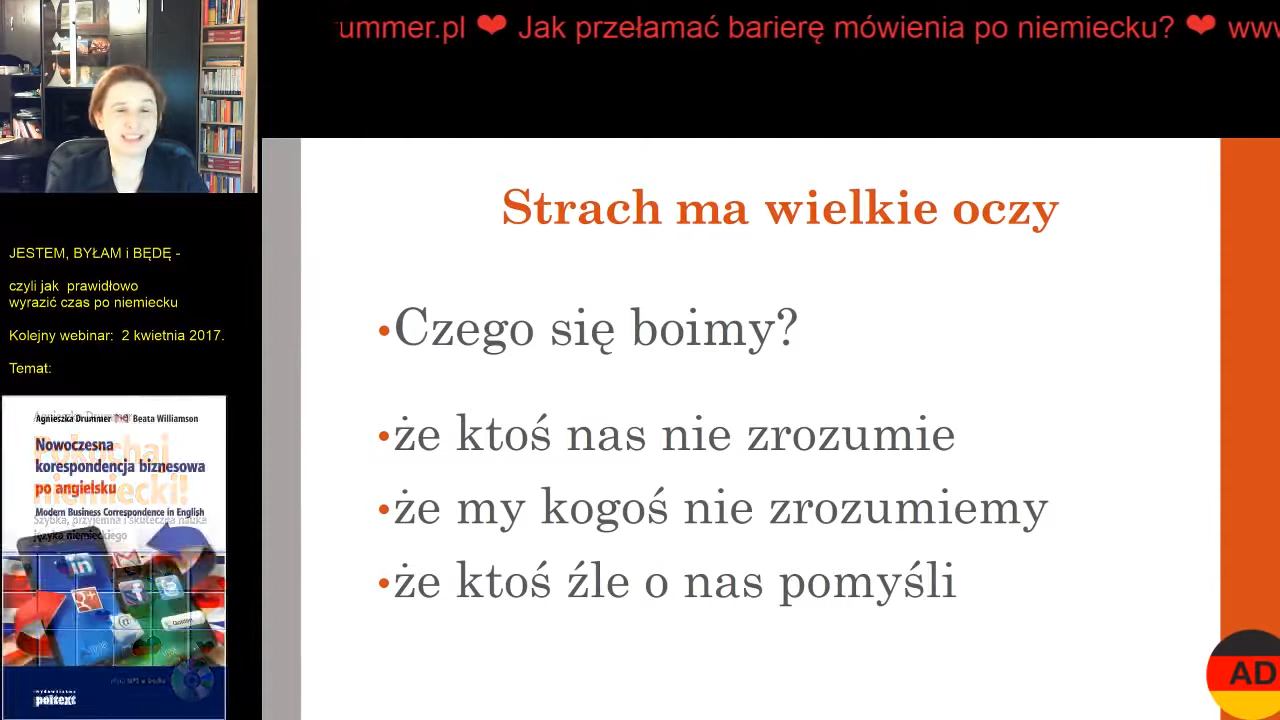 ummer.pl ❤ Jak przełamać barierę mówienia po niemiecku? ❤ www
Strach ma wielkie oczy
•Czego się boimy?
•że ktoś nas nie zrozumie
•że my kogoś nie zrozumiemy
•że ktoś źle o nas pomyśli
JESTEM, BYŁAM i BĘDĘ -
czyli jak prawidłowo
wyrazić czas po niemiecku
Kolejny webinar: 2 kwietnia 2017.
Temat:
Agnieszka Drummer Beata Williamson
Nowoczesna
korespondencja biznesowa
po angielsku
Modern Business Correspondence in English
Pokochaj
niemiecki!
Szybka, przyjemna i skuteczna nauka
języka niemieckiego
poltext
AD